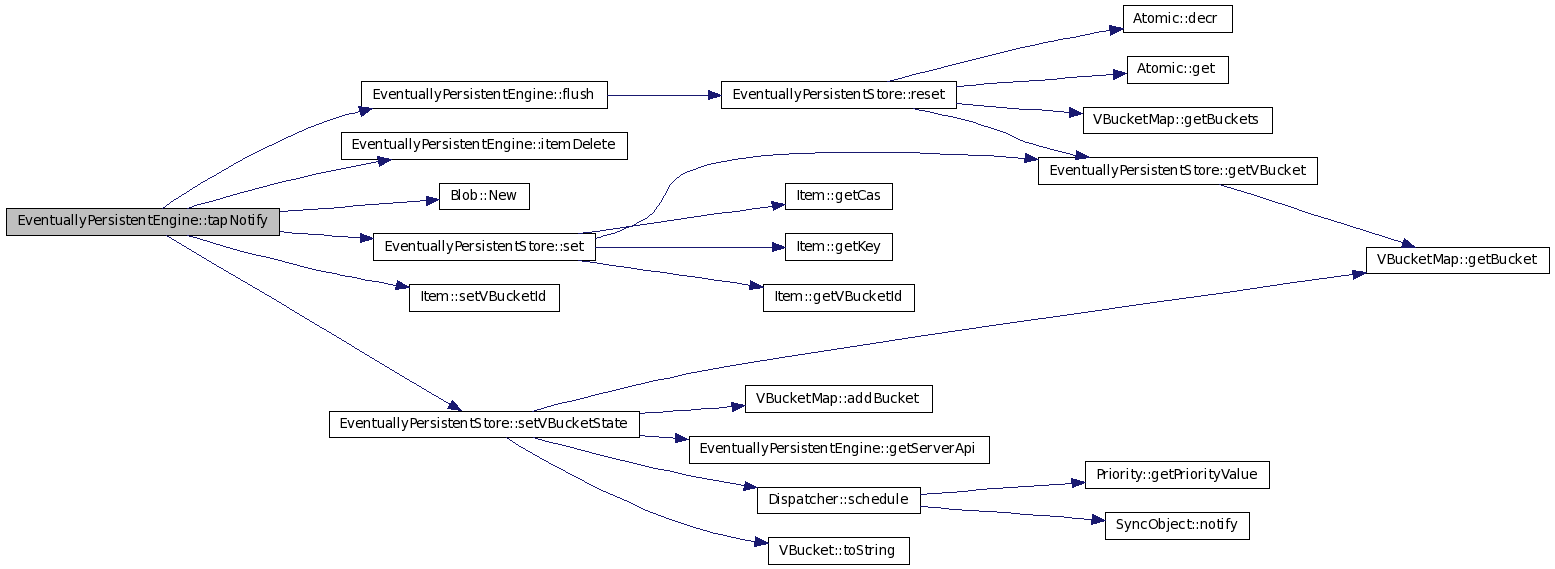 EventuallyPersistentEngine::tapNotify
EventuallyPersistentEngine::flush
EventuallyPersistentEngine::itemDelete
Blob::New
EventuallyPersistentStore::set
Item::setVBucketId
EventuallyPersistentStore::setVBucketState
EventuallyPersistentStore::reset
Item::getCas
Item::getKey
Item::getVBucketId
VBucketMap::addBucket
EventuallyPersistentEngine::getServerApi
Dispatcher::schedule
VBucket::toString
Atomic::decr
Atomic::get
VBucketMap::getBuckets
EventuallyPersistentStore::getVBucket
Priority::getPriorityValue
SyncObject::notify
VBucketMap::getBucket